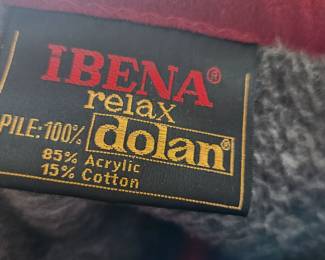 IBENA®
relax
PILE: 100% dolan®
85% Acrylic
15% Cotton